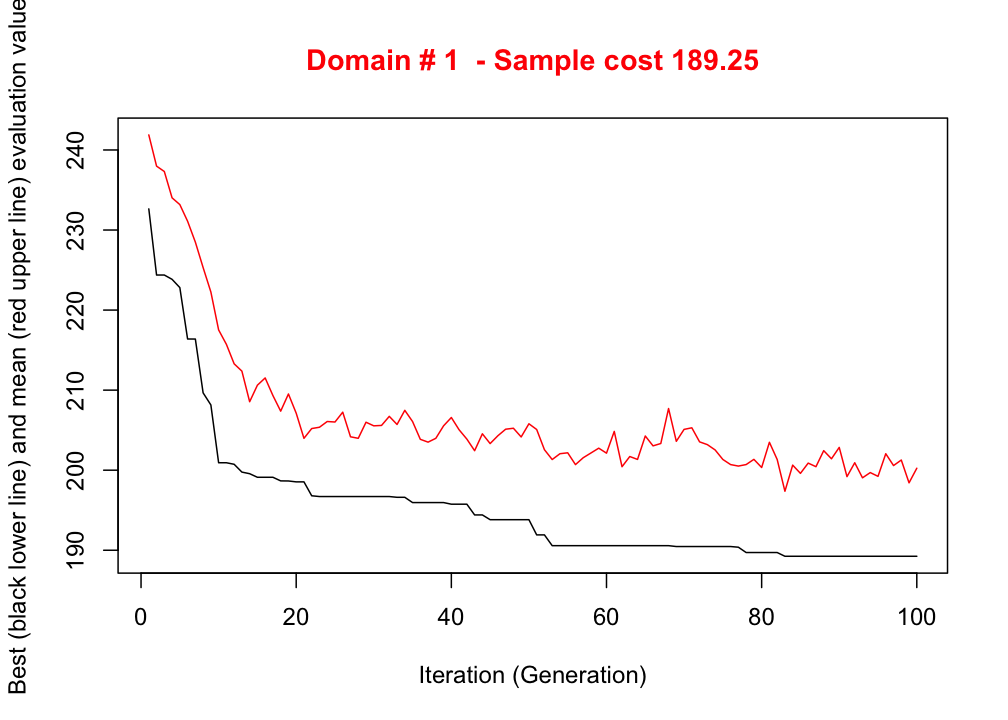 Domain # 1  - Sample cost 189.25
Best (black lower line) and mean (red upper line) evaluation value
240
230
220
210
200
190
0 20 40 60 80 100
Iteration (Generation)